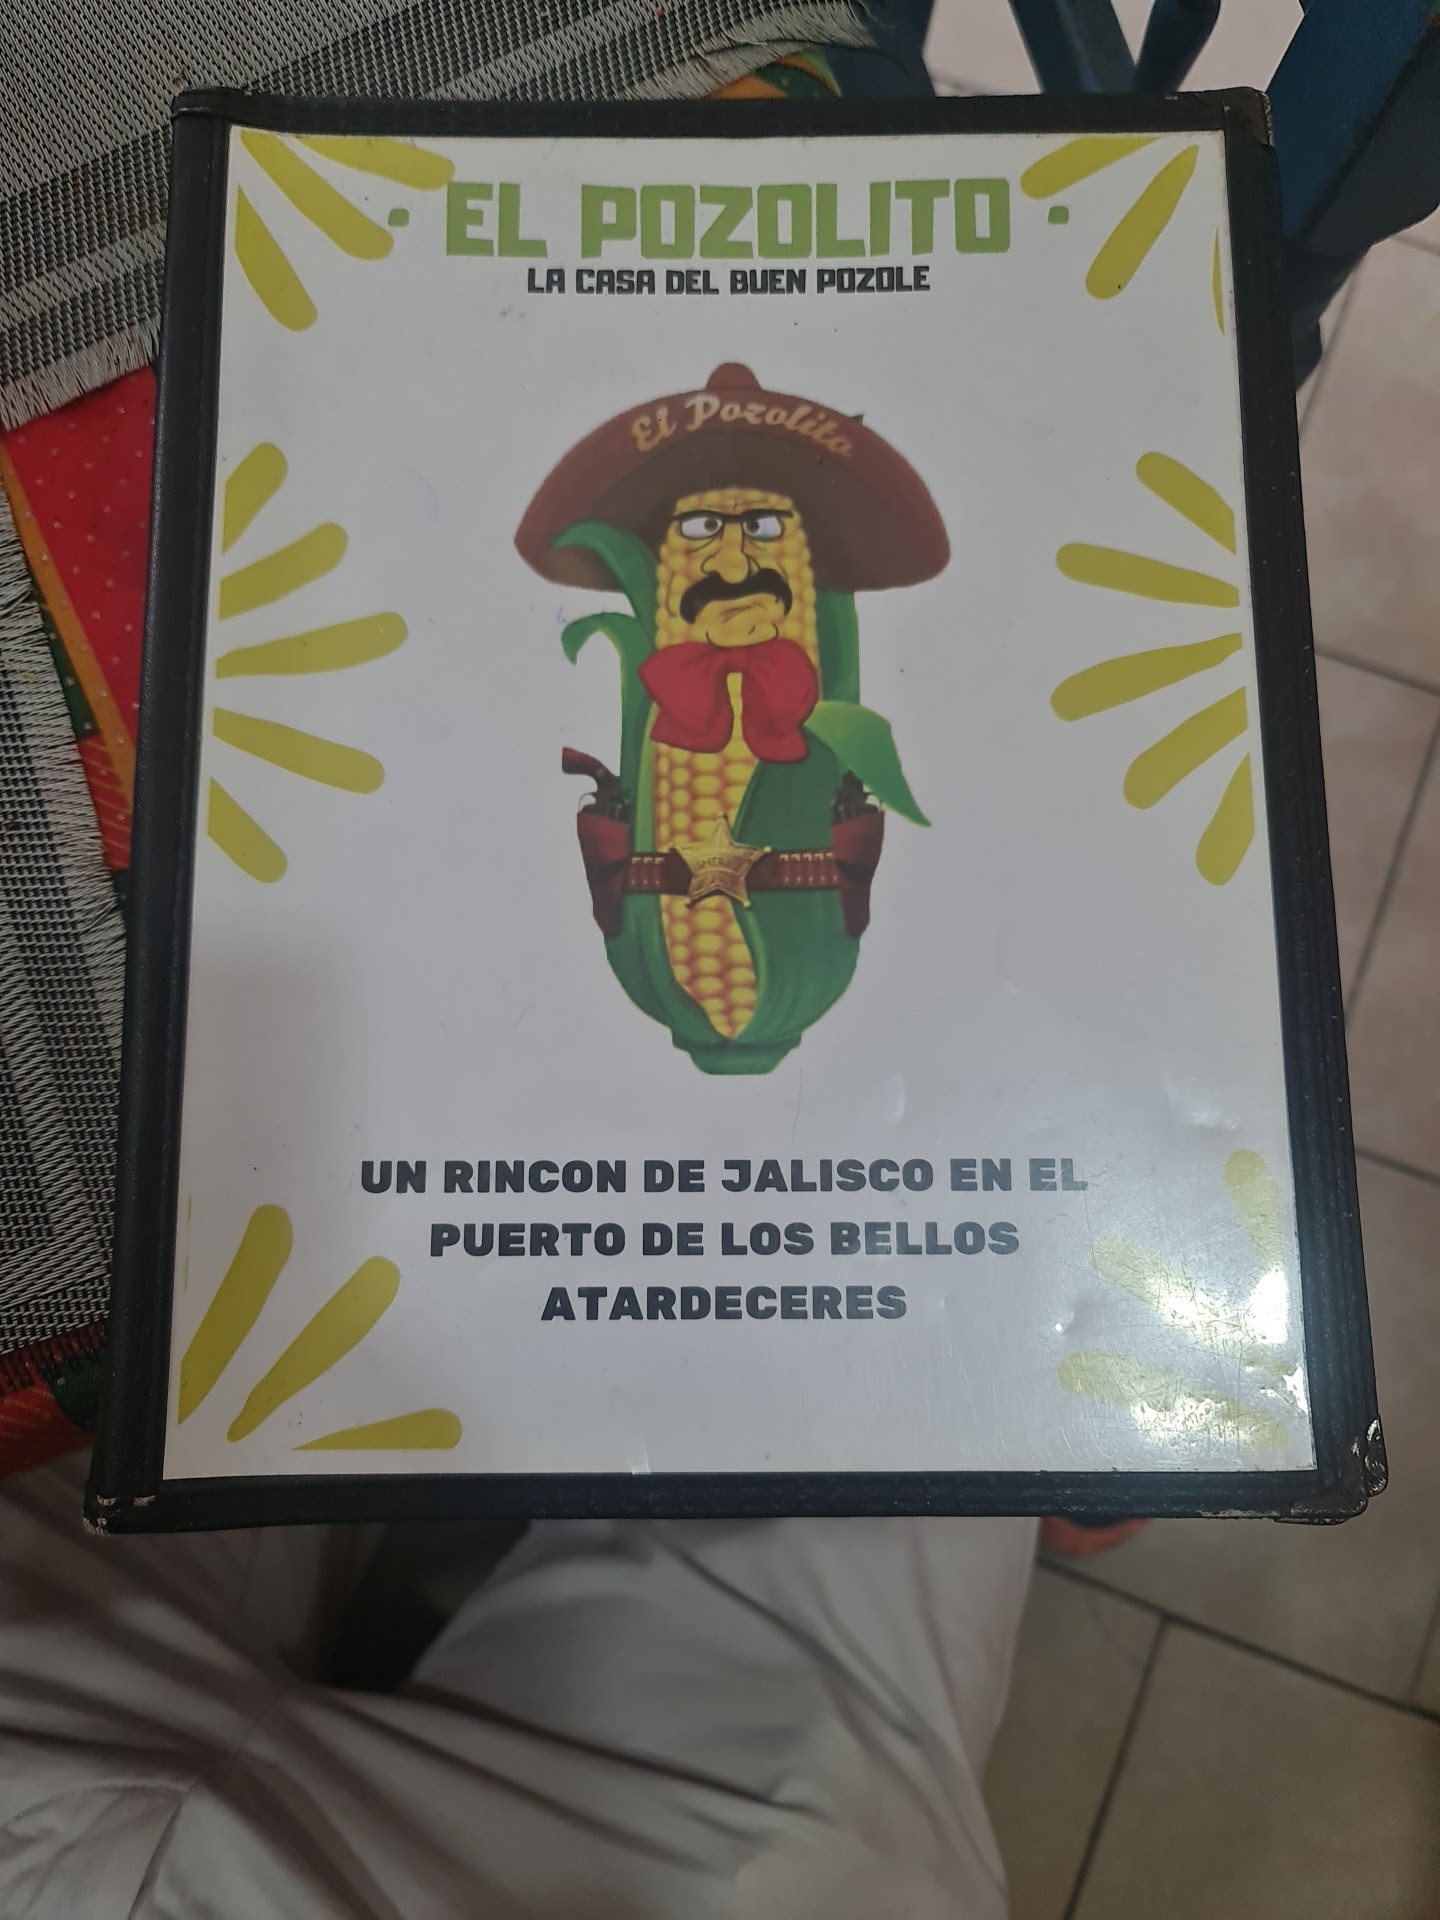 · EL POZOLITO ·
LA CASA DEL BUEN POZOLE
El Pozolito
UN RINCON DE JALISCO EN EL
PUERTO DE LOS BELLOS
ATARDECERES